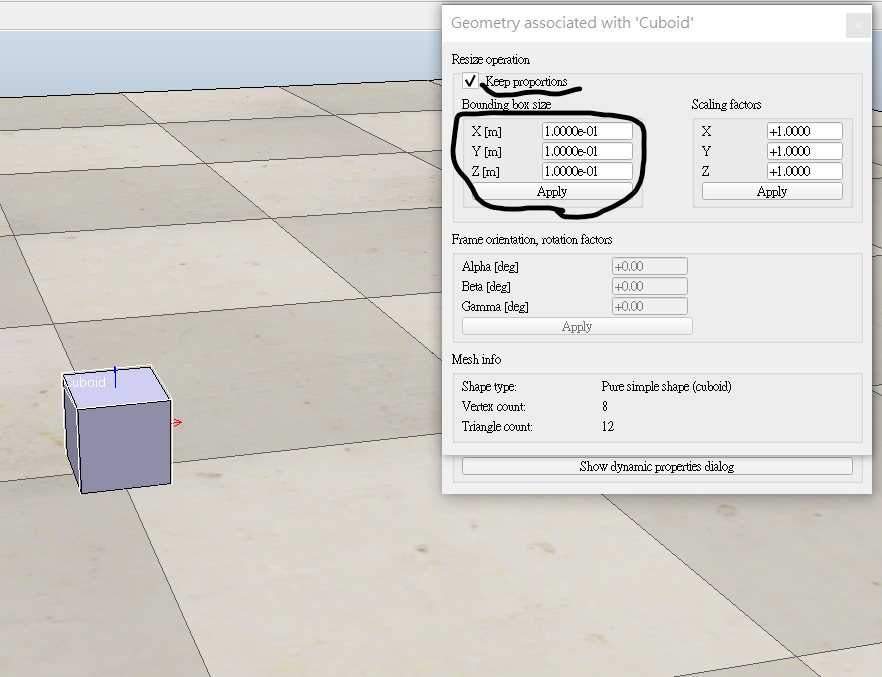 Geometry associated with 'Cuboid'
Resize operation
Keep proportions
Bounding box size
X [m] 1.0000e-01
Y [m] 1.0000e-01
Z [m] 1.0000e-01
Apply
Scaling factors
X +1.0000
Y +1.0000
Z +1.0000
Apply
Frame orientation, rotation factors
Alpha [deg] +0.00
Beta [deg] +0.00
Gamma [deg] +0.00
Apply
Mesh info
Shape type: Pure simple shape (cuboid)
Vertex count: 8
Triangle count: 12
Show dynamic properties dialog
Cuboid